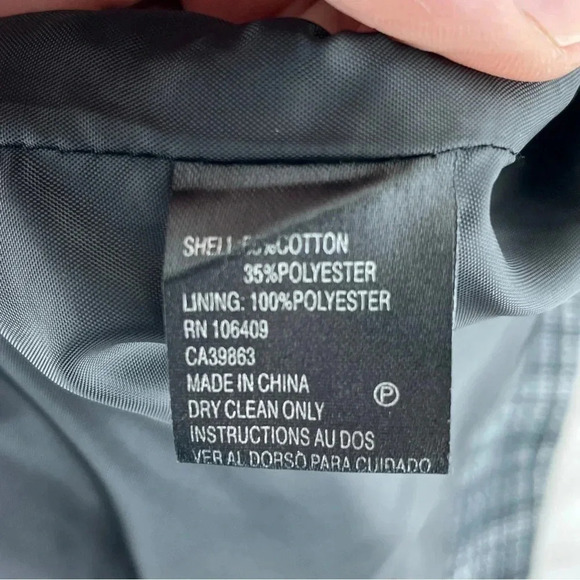 SHELL: 65%COTTON
35%POLYESTER
LINING: 100%POLYESTER
RN 106409
CA39863
MADE IN CHINA
P
DRY CLEAN ONLY
INSTRUCTIONS AU DOS
VER AL DORSO PARA CUIDADO